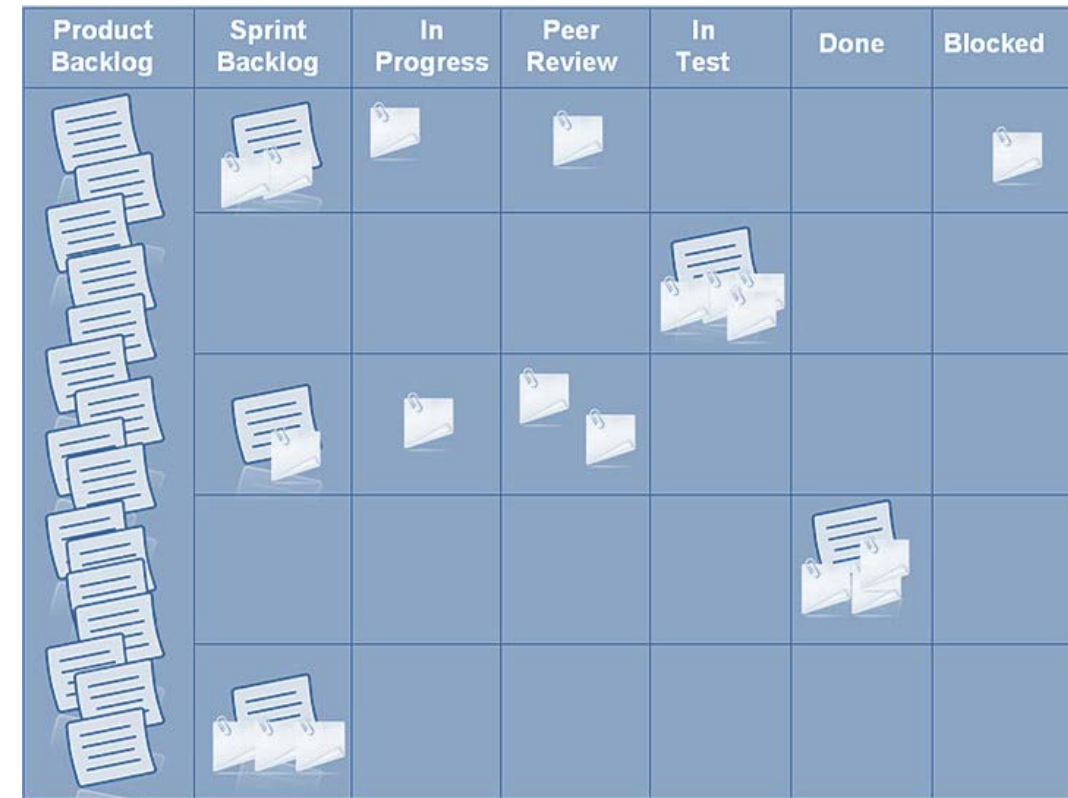 Product
Backlog
Sprint
Backlog
In
Progress
Peer
Review
In
Test
Done
Blocked